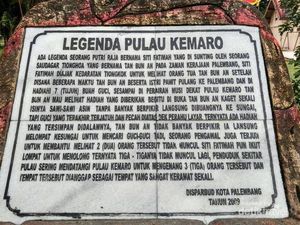 LEGENDA PULAU KEMARO
ADA LEGENDA SEORANG PUTRI RAJA BERNAMA SITI FATIMAH YANG DI SUNTING OLEH SEORANG
SAUDAGAR TIONGHOA YANG BERNAMA TAN BUN AN PADA ZAMAN KERAJAAN PALEMBANG, SITI
FATIMAH DIAJAK KEDARATAN TIONGKOK UNTUK MELIHAT ORANG TUA TAN BUN AN SETELAH
DISANA BEBERAPA WAKTU TAN BUN AN BESERTA ISTRI PAMIT PULANG KE PALEMBANG DAN DI
HADIAHI 7 (TUJUH) BUAH GUCI, SESAMPAI DI PERAIRAN MUSI DEKAT PULAU KEMARO TAN
BUN AN MAU MELIHAT HADIAH YANG DIBERIKAN BEGITU DI BUKA TAN BUN AN KAGET SEKALI
ISINYA SAWI-SAWI ASIN TANPA BANYAK BERPIKIR LANGSUNG DIBUANGNYA KE SUNGAI,
TAPI GUCI YANG TERAKHIR TERJATUH DAN PECAH DIATAS DEK PERAHU LAYAR. TERNYATA ADA HADIAH
YANG TERSIMPAN DIDALAMNYA, TAN BUN AN TIDAK BANYAK BERPIKIR IA LANGSUNG
MELOMPAT KESUNGAI UNTUK MENCARI GUCI-GUCI TADI, SEORANG PENGAWAL JUGA TERJUN
UNTUK MEMBANTU MELIHAT 2 (DUA) ORANG TERSEBUT TIDAK MUNCUL, SITI FATIMAH PUN IKUT
LOMPAT UNTUK MENOLONG TERNYATA TIGA - TIGANYA TIDAK MUNCUL LAGI, PENDUDUK SEKITAR
PULAU SERING MENDATANGI PULAU KEMARO UNTUK MENGENANG 3 (TIGA) ORANG TERSEBUT DAN
TEMPAT TERSEBUT DIANGGAP SEBAGAI TEMPAT YANG SANGAT KERAMAT SEKALI.
DISPARBUD KOTA PALEMBANG
TAHUN 2009